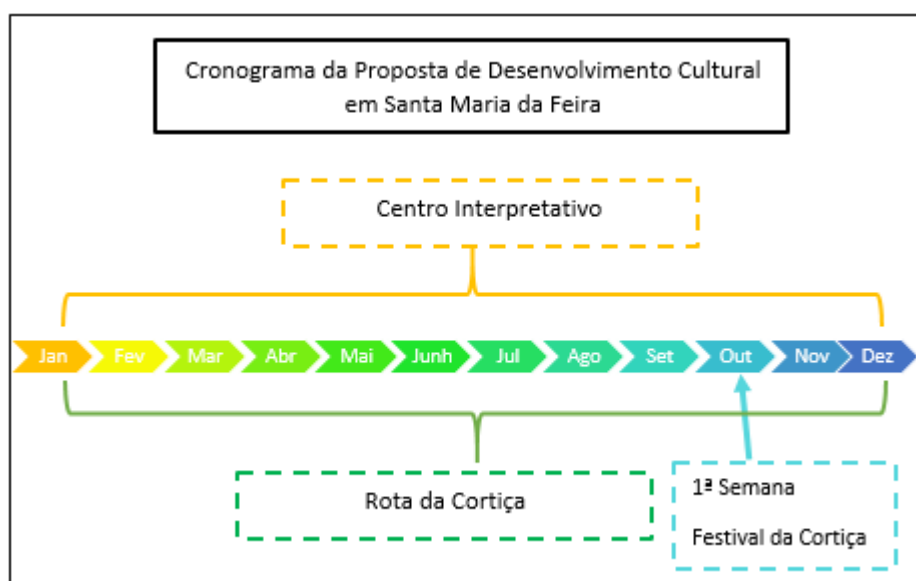 Cronograma da Proposta de Desenvolvimento Cultural
em Santa Maria da Feira
Centro Interpretativo
Jan Fev Mar Abr Mai Junh Jul Ago Set Out Nov Dez
Rota da Cortiça
1ª Semana
Festival da Cortiça